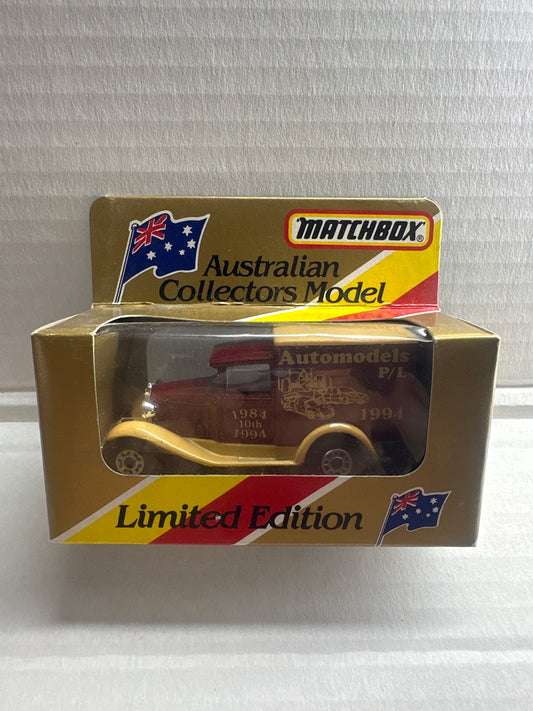 MATCHBOX®
Australian
Collectors Model
Automodels
P/L
1984
10th
1994
1994
Limited Edition